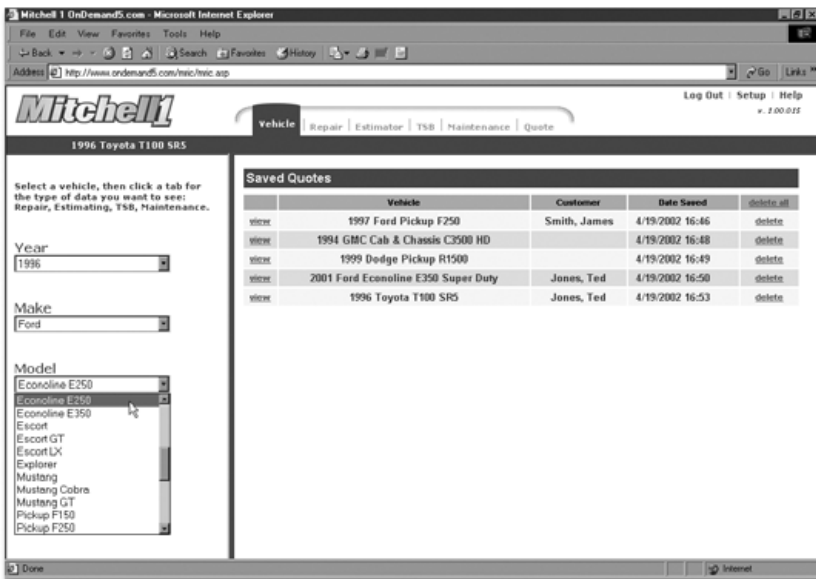 Mitchell 1 OnDemand5.com - Microsoft Internet Explorer
File Edit View Favorites Tools Help
Back Search Favorites History
Address http://www.ondemand5.com/mric/mric.asp Go Links
Mitchell1
Log Out | Setup | Help
v. 1.00.015
Vehicle | Repair | Estimator | TSB | Maintenance | Quote
1996 Toyota T100 SR5
Select a vehicle, then click a tab for
the type of data you want to see:
Repair, Estimating, TSB, Maintenance.
Year
1996
Make
Ford
Model
Econoline E250
Econoline E250
Econoline E350
Escort
Escort GT
Escort LX
Explorer
Mustang
Mustang Cobra
Mustang GT
Pickup F150
Pickup F250
Saved Quotes
Vehicle Customer Date Saved delete all
view 1997 Ford Pickup F250 Smith, James 4/19/2002 16:46 delete
view 1994 GMC Cab & Chassis C3500 HD 4/19/2002 16:48 delete
view 1999 Dodge Pickup R1500 4/19/2002 16:49 delete
view 2001 Ford Econoline E350 Super Duty Jones, Ted 4/19/2002 16:50 delete
view 1996 Toyota T100 SR5 Jones, Ted 4/19/2002 16:53 delete
Done Internet